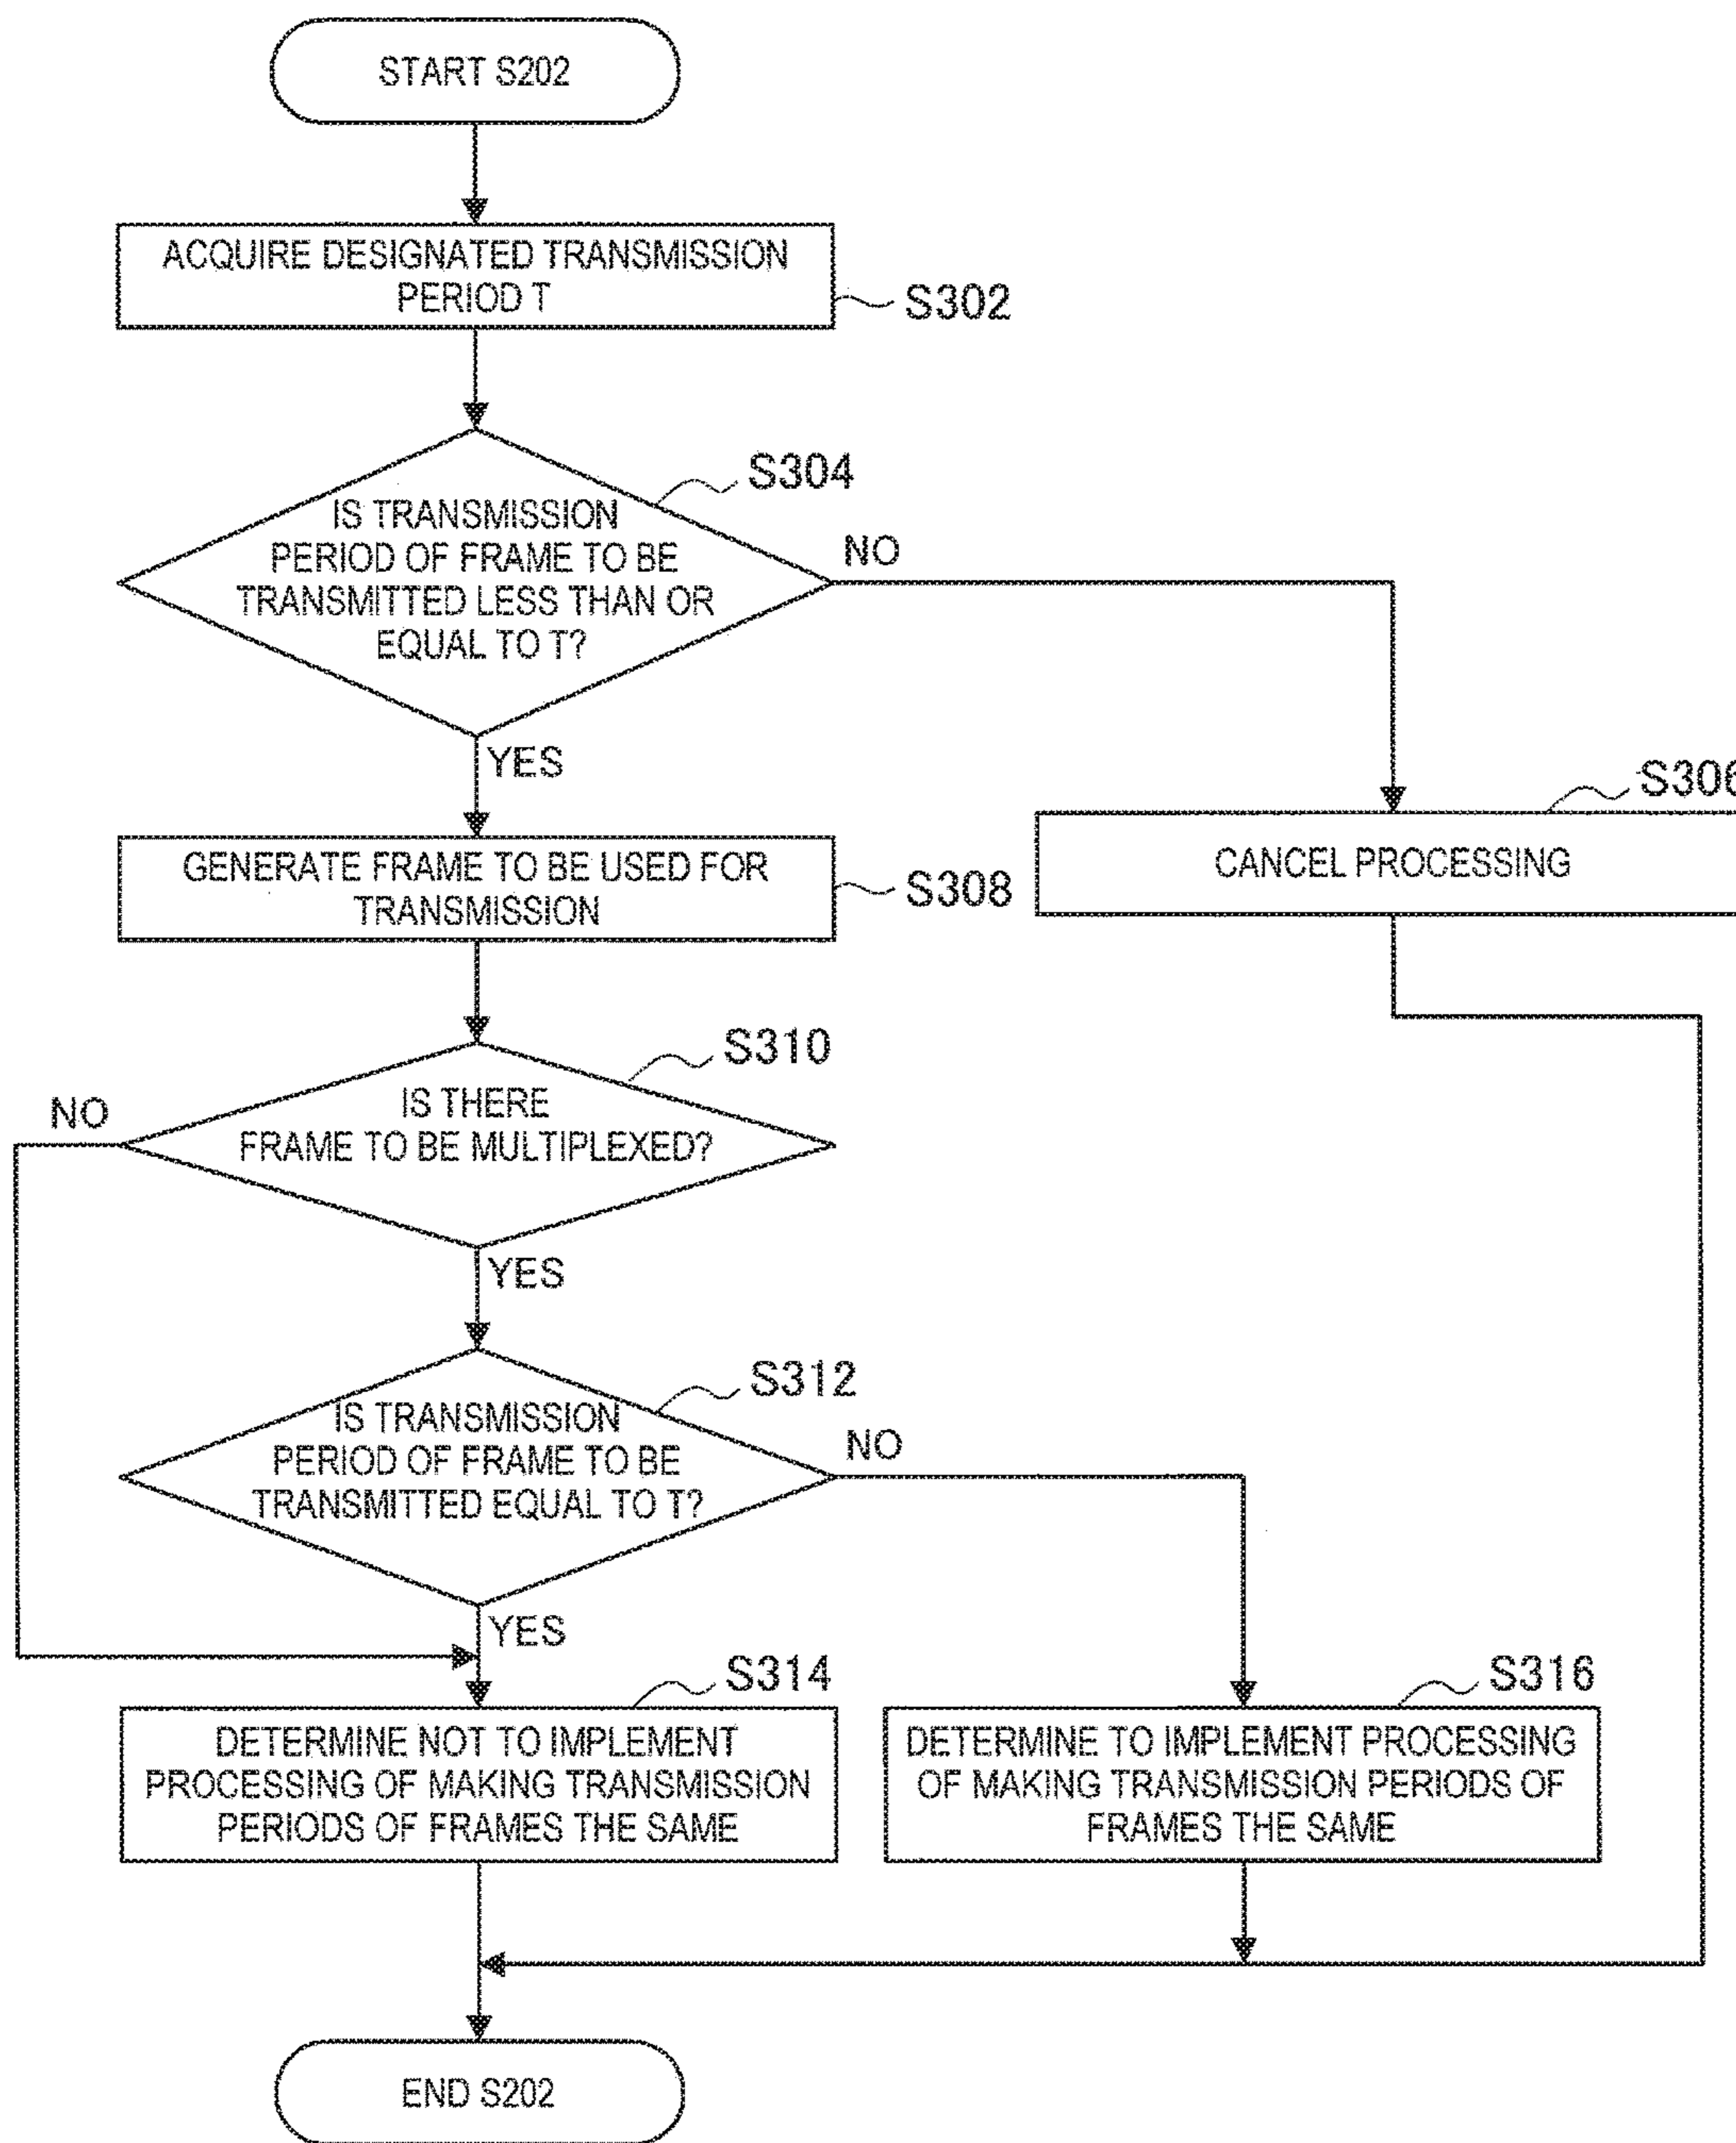 START S202
ACQUIRE DESIGNATED TRANSMISSION
PERIOD T
S302
S304
IS TRANSMISSION
PERIOD OF FRAME TO BE
TRANSMITTED LESS THAN OR
EQUAL TO T?
NO
YES
S306
CANCEL PROCESSING
GENERATE FRAME TO BE USED FOR
TRANSMISSION
S308
S310
IS THERE
FRAME TO BE MULTIPLEXED?
NO
YES
S312
IS TRANSMISSION
PERIOD OF FRAME TO BE
TRANSMITTED EQUAL TO T?
NO
YES
S314
DETERMINE NOT TO IMPLEMENT
PROCESSING OF MAKING TRANSMISSION
PERIODS OF FRAMES THE SAME
S316
DETERMINE TO IMPLEMENT PROCESSING
OF MAKING TRANSMISSION PERIODS OF
FRAMES THE SAME
END S202